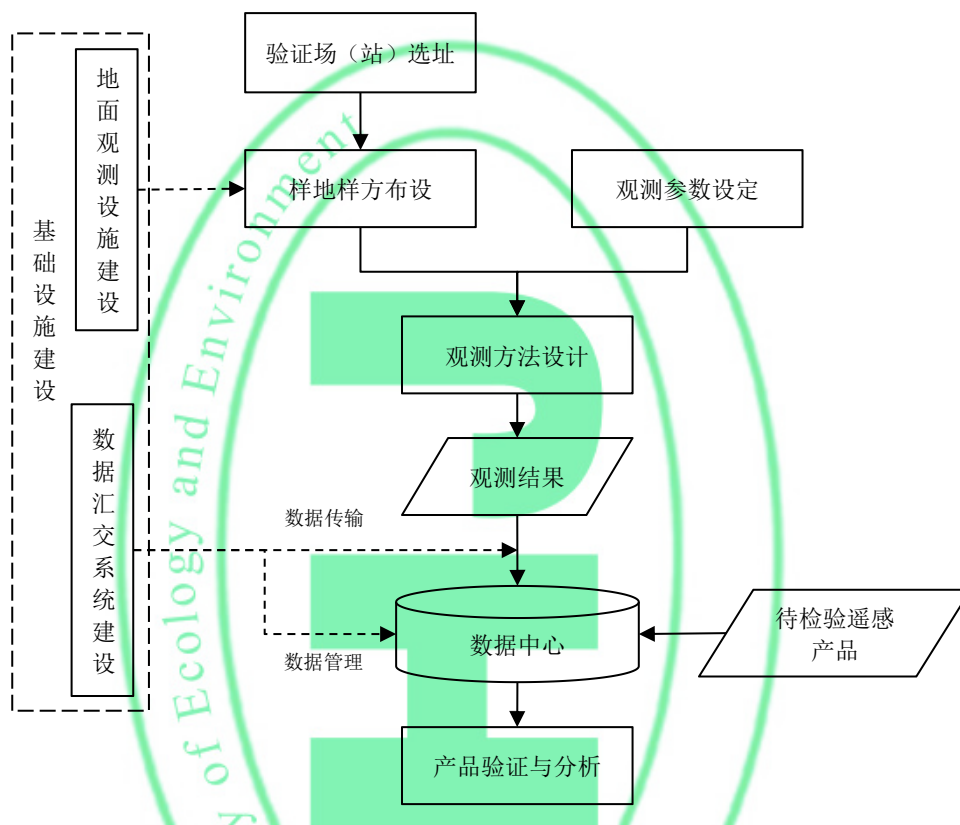 验证场（站）选址
地面观测设施建设
样地样方布设
观测参数设定
基础设施建设
观测方法设计
数据汇交系统建设
观测结果
数据传输
待检验遥感
产品
数据中心
数据管理
产品验证与分析
y of Ecology and Environment